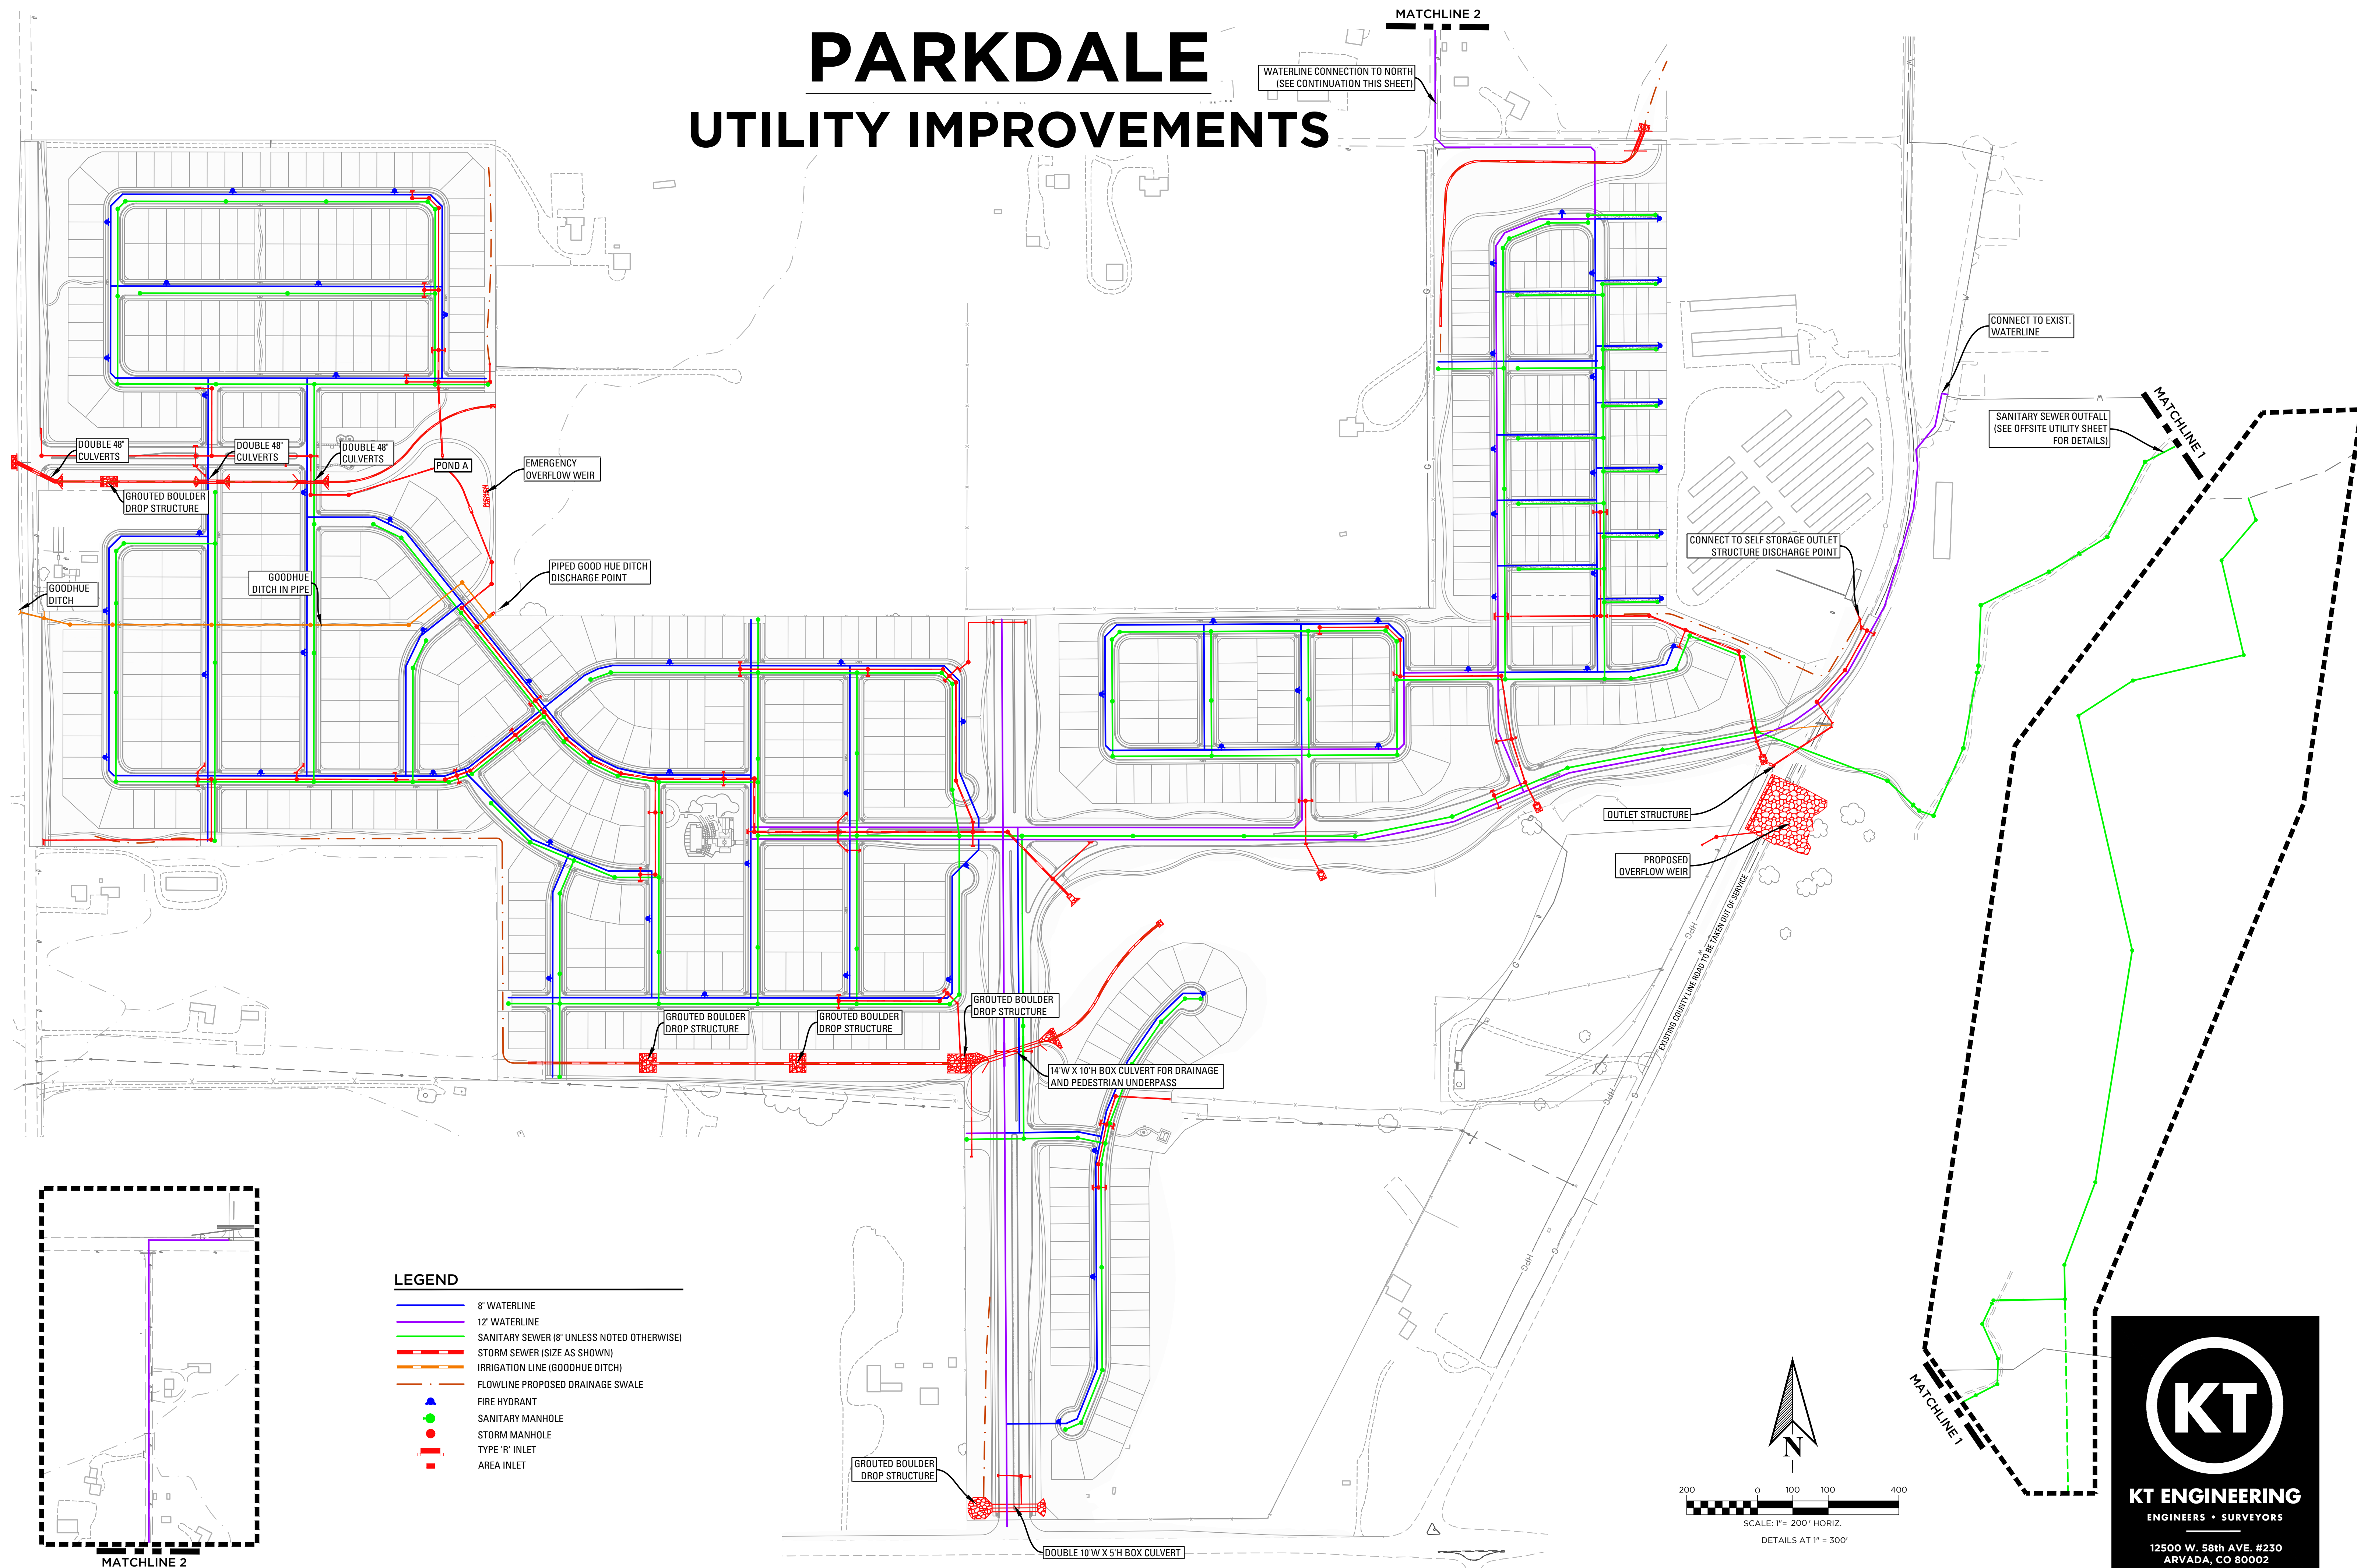 MATCHLINE 2
PARKDALE
UTILITY IMPROVEMENTS
WATERLINE CONNECTION TO NORTH
(SEE CONTINUATION THIS SHEET)
CONNECT TO EXIST.
WATERLINE
MATCHLINE 1
SANITARY SEWER OUTFALL
(SEE OFFSITE UTILITY SHEET
FOR DETAILS)
DOUBLE 48"
CULVERTS
DOUBLE 48"
CULVERTS
DOUBLE 48"
CULVERTS
POND A
EMERGENCY
OVERFLOW WEIR
GROUTED BOULDER
DROP STRUCTURE
CONNECT TO SELF STORAGE OUTLET
STRUCTURE DISCHARGE POINT
PIPED GOOD HUE DITCH
DISCHARGE POINT
GOODHUE
DITCH IN PIPE
GOODHUE
DITCH
OUTLET STRUCTURE
PROPOSED
OVERFLOW WEIR
EXISTING COUNTY LINE ROAD TO BE TAKEN OUT OF SERVICE
GROUTED BOULDER
DROP STRUCTURE
GROUTED BOULDER
DROP STRUCTURE
GROUTED BOULDER
DROP STRUCTURE
14'W X 10'H BOX CULVERT FOR DRAINAGE
AND PEDESTRIAN UNDERPASS
HPG
HPG
HPG
G
G
G
G
G
LEGEND
8" WATERLINE
12" WATERLINE
SANITARY SEWER (8" UNLESS NOTED OTHERWISE)
STORM SEWER (SIZE AS SHOWN)
IRRIGATION LINE (GOODHUE DITCH)
FLOWLINE PROPOSED DRAINAGE SWALE
FIRE HYDRANT
SANITARY MANHOLE
STORM MANHOLE
TYPE 'R' INLET
AREA INLET
MATCHLINE 2
GROUTED BOULDER
DROP STRUCTURE
DOUBLE 10'W X 5'H BOX CULVERT
MATCHLINE 1
N
200 0 100 100 400
SCALE: 1"= 200' HORIZ.
DETAILS AT 1" = 300'
KT
KT ENGINEERING
ENGINEERS • SURVEYORS
12500 W. 58th AVE. #230
ARVADA, CO 80002